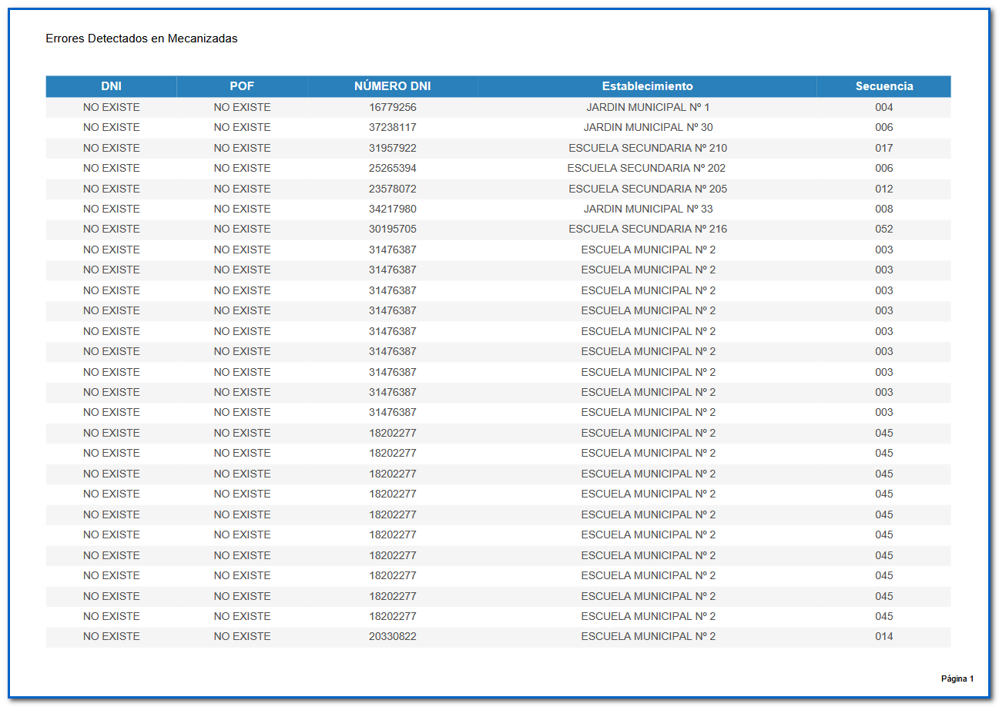 Errores Detectados en Mecanizadas
DNI POF NÚMERO DNI Establecimiento Secuencia
NO EXISTE NO EXISTE 16779256 JARDIN MUNICIPAL Nº 1 004
NO EXISTE NO EXISTE 37238117 JARDIN MUNICIPAL Nº 30 006
NO EXISTE NO EXISTE 31957922 ESCUELA SECUNDARIA Nº 210 017
NO EXISTE NO EXISTE 25265394 ESCUELA SECUNDARIA Nº 202 006
NO EXISTE NO EXISTE 23578072 ESCUELA SECUNDARIA Nº 205 012
NO EXISTE NO EXISTE 34217980 JARDIN MUNICIPAL Nº 33 008
NO EXISTE NO EXISTE 30195705 ESCUELA SECUNDARIA Nº 216 052
NO EXISTE NO EXISTE 31476387 ESCUELA MUNICIPAL Nº 2 003
NO EXISTE NO EXISTE 31476387 ESCUELA MUNICIPAL Nº 2 003
NO EXISTE NO EXISTE 31476387 ESCUELA MUNICIPAL Nº 2 003
NO EXISTE NO EXISTE 31476387 ESCUELA MUNICIPAL Nº 2 003
NO EXISTE NO EXISTE 31476387 ESCUELA MUNICIPAL Nº 2 003
NO EXISTE NO EXISTE 31476387 ESCUELA MUNICIPAL Nº 2 003
NO EXISTE NO EXISTE 31476387 ESCUELA MUNICIPAL Nº 2 003
NO EXISTE NO EXISTE 31476387 ESCUELA MUNICIPAL Nº 2 003
NO EXISTE NO EXISTE 31476387 ESCUELA MUNICIPAL Nº 2 003
NO EXISTE NO EXISTE 18202277 ESCUELA MUNICIPAL Nº 2 045
NO EXISTE NO EXISTE 18202277 ESCUELA MUNICIPAL Nº 2 045
NO EXISTE NO EXISTE 18202277 ESCUELA MUNICIPAL Nº 2 045
NO EXISTE NO EXISTE 18202277 ESCUELA MUNICIPAL Nº 2 045
NO EXISTE NO EXISTE 18202277 ESCUELA MUNICIPAL Nº 2 045
NO EXISTE NO EXISTE 18202277 ESCUELA MUNICIPAL Nº 2 045
NO EXISTE NO EXISTE 18202277 ESCUELA MUNICIPAL Nº 2 045
NO EXISTE NO EXISTE 18202277 ESCUELA MUNICIPAL Nº 2 045
NO EXISTE NO EXISTE 18202277 ESCUELA MUNICIPAL Nº 2 045
NO EXISTE NO EXISTE 18202277 ESCUELA MUNICIPAL Nº 2 045
NO EXISTE NO EXISTE 20330822 ESCUELA MUNICIPAL Nº 2 014
Página 1